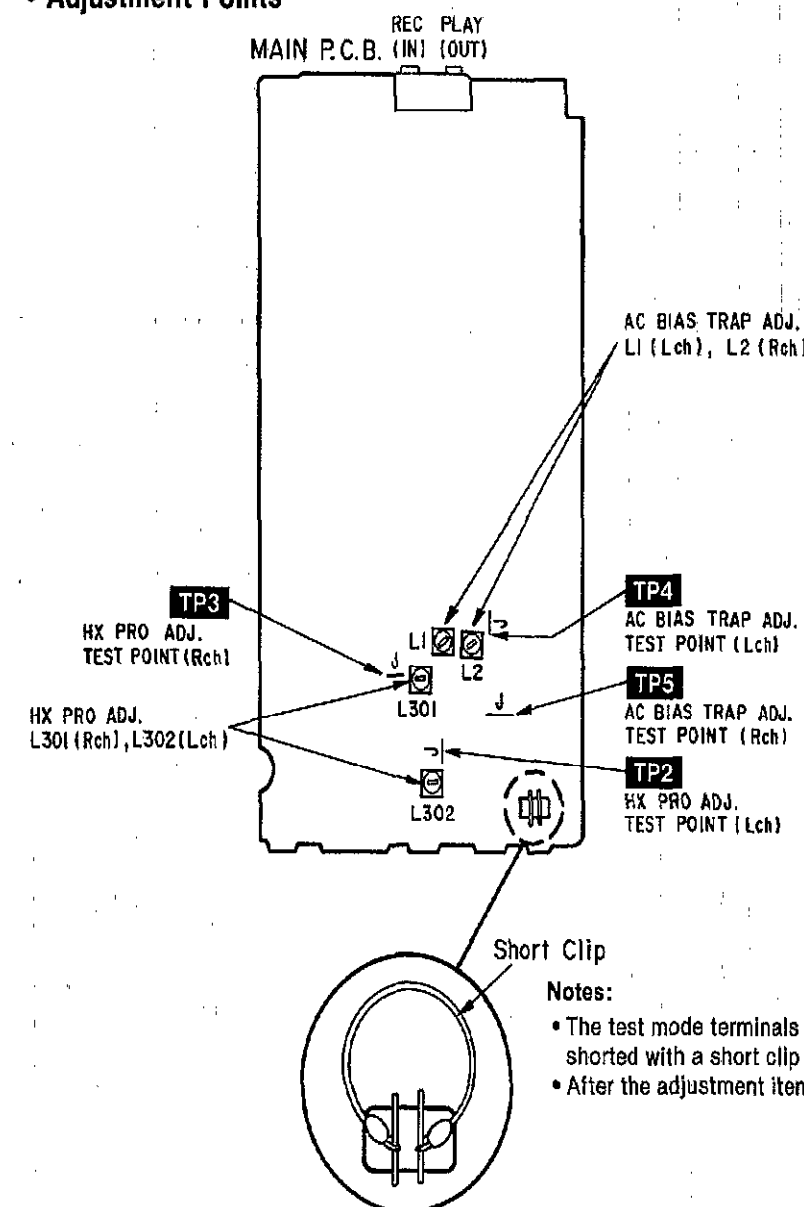 • Adjustment Points
REC PLAY
MAIN P.C.B. (IN) (OUT)
AC BIAS TRAP ADJ.
L1 (Lch), L2 (Rch)
TP3
HX PRO ADJ.
TEST POINT (Rch)
L1
L2
TP4
AC BIAS TRAP ADJ.
TEST POINT (Lch)
L301
TP5
AC BIAS TRAP ADJ.
TEST POINT (Rch)
HX PRO ADJ.
L301 (Rch), L302 (Lch)
TP2
HX PRO ADJ.
TEST POINT (Lch)
L302
Short Clip
Notes:
• The test mode terminals
shorted with a short clip
• After the adjustment item